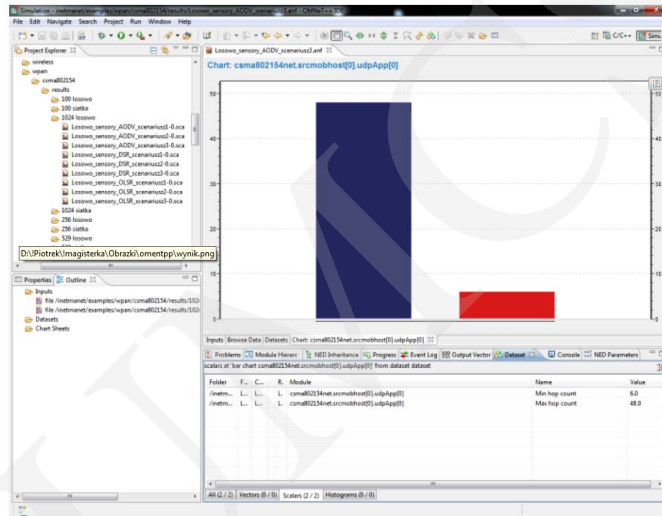 Simulation - inetmanet/examples/wpan/csma802154/results/Losowo_sensory_AODV_scenariusz3.anf - OMNeT++ IDE
File Edit Navigate Search Project Run Window Help
C/C++
Simu
Project Explorer
wireless
wpan
csma802154
results
100 losowo
100 siatka
1024 losowo
Losowo_sensory_AODV_scenariusz1-0.sca
Losowo_sensory_AODV_scenariusz2-0.sca
Losowo_sensory_AODV_scenariusz3-0.sca
Losowo_sensory_DSR_scenariusz1-0.sca
Losowo_sensory_DSR_scenariusz2-0.sca
Losowo_sensory_DSR_scenariusz3-0.sca
Losowo_sensory_OLSR_scenariusz1-0.sca
Losowo_sensory_OLSR_scenariusz2-0.sca
Losowo_sensory_OLSR_scenariusz3-0.sca
1024 siatka
256 losowo
256 siatka
529 losowo
D:\!Piotrek\!magisterka\Obrazki\omentpp\wynik.png
Properties Outline
Inputs
file /inetmanet/examples/wpan/csma802154/results/102
file /inetmanet/examples/wpan/csma802154/results/102
Datasets
Chart Sheets
Losowo_sensory_AODV_scenariusz3.anf
Chart: csma802154net.srcmobhost[0].udpApp[0]
50 50
40 40
30 30
20
10 10
0 0
Inputs Browse Data Datasets Chart: csma802154net.srcmobhost[0].udpApp[0]
Problems Module Hierarc NED Inheritance Progress Event Log Output Vector Dataset Console NED Parameters
scalars at 'bar chart csma802154net.srcmobhost[0].udpApp[0]' from dataset dataset
Folder F... C... R. Module Name Value
/inetm... L... L... L. csma802154net.srcmobhost[0].udpApp[0] Min hop count 6.0
/inetm... L... L... L. csma802154net.srcmobhost[0].udpApp[0] Max hop count 48.0
All (2 / 2) Vectors (0 / 0) Scalars (2 / 2) Histograms (0 / 0)
UMC